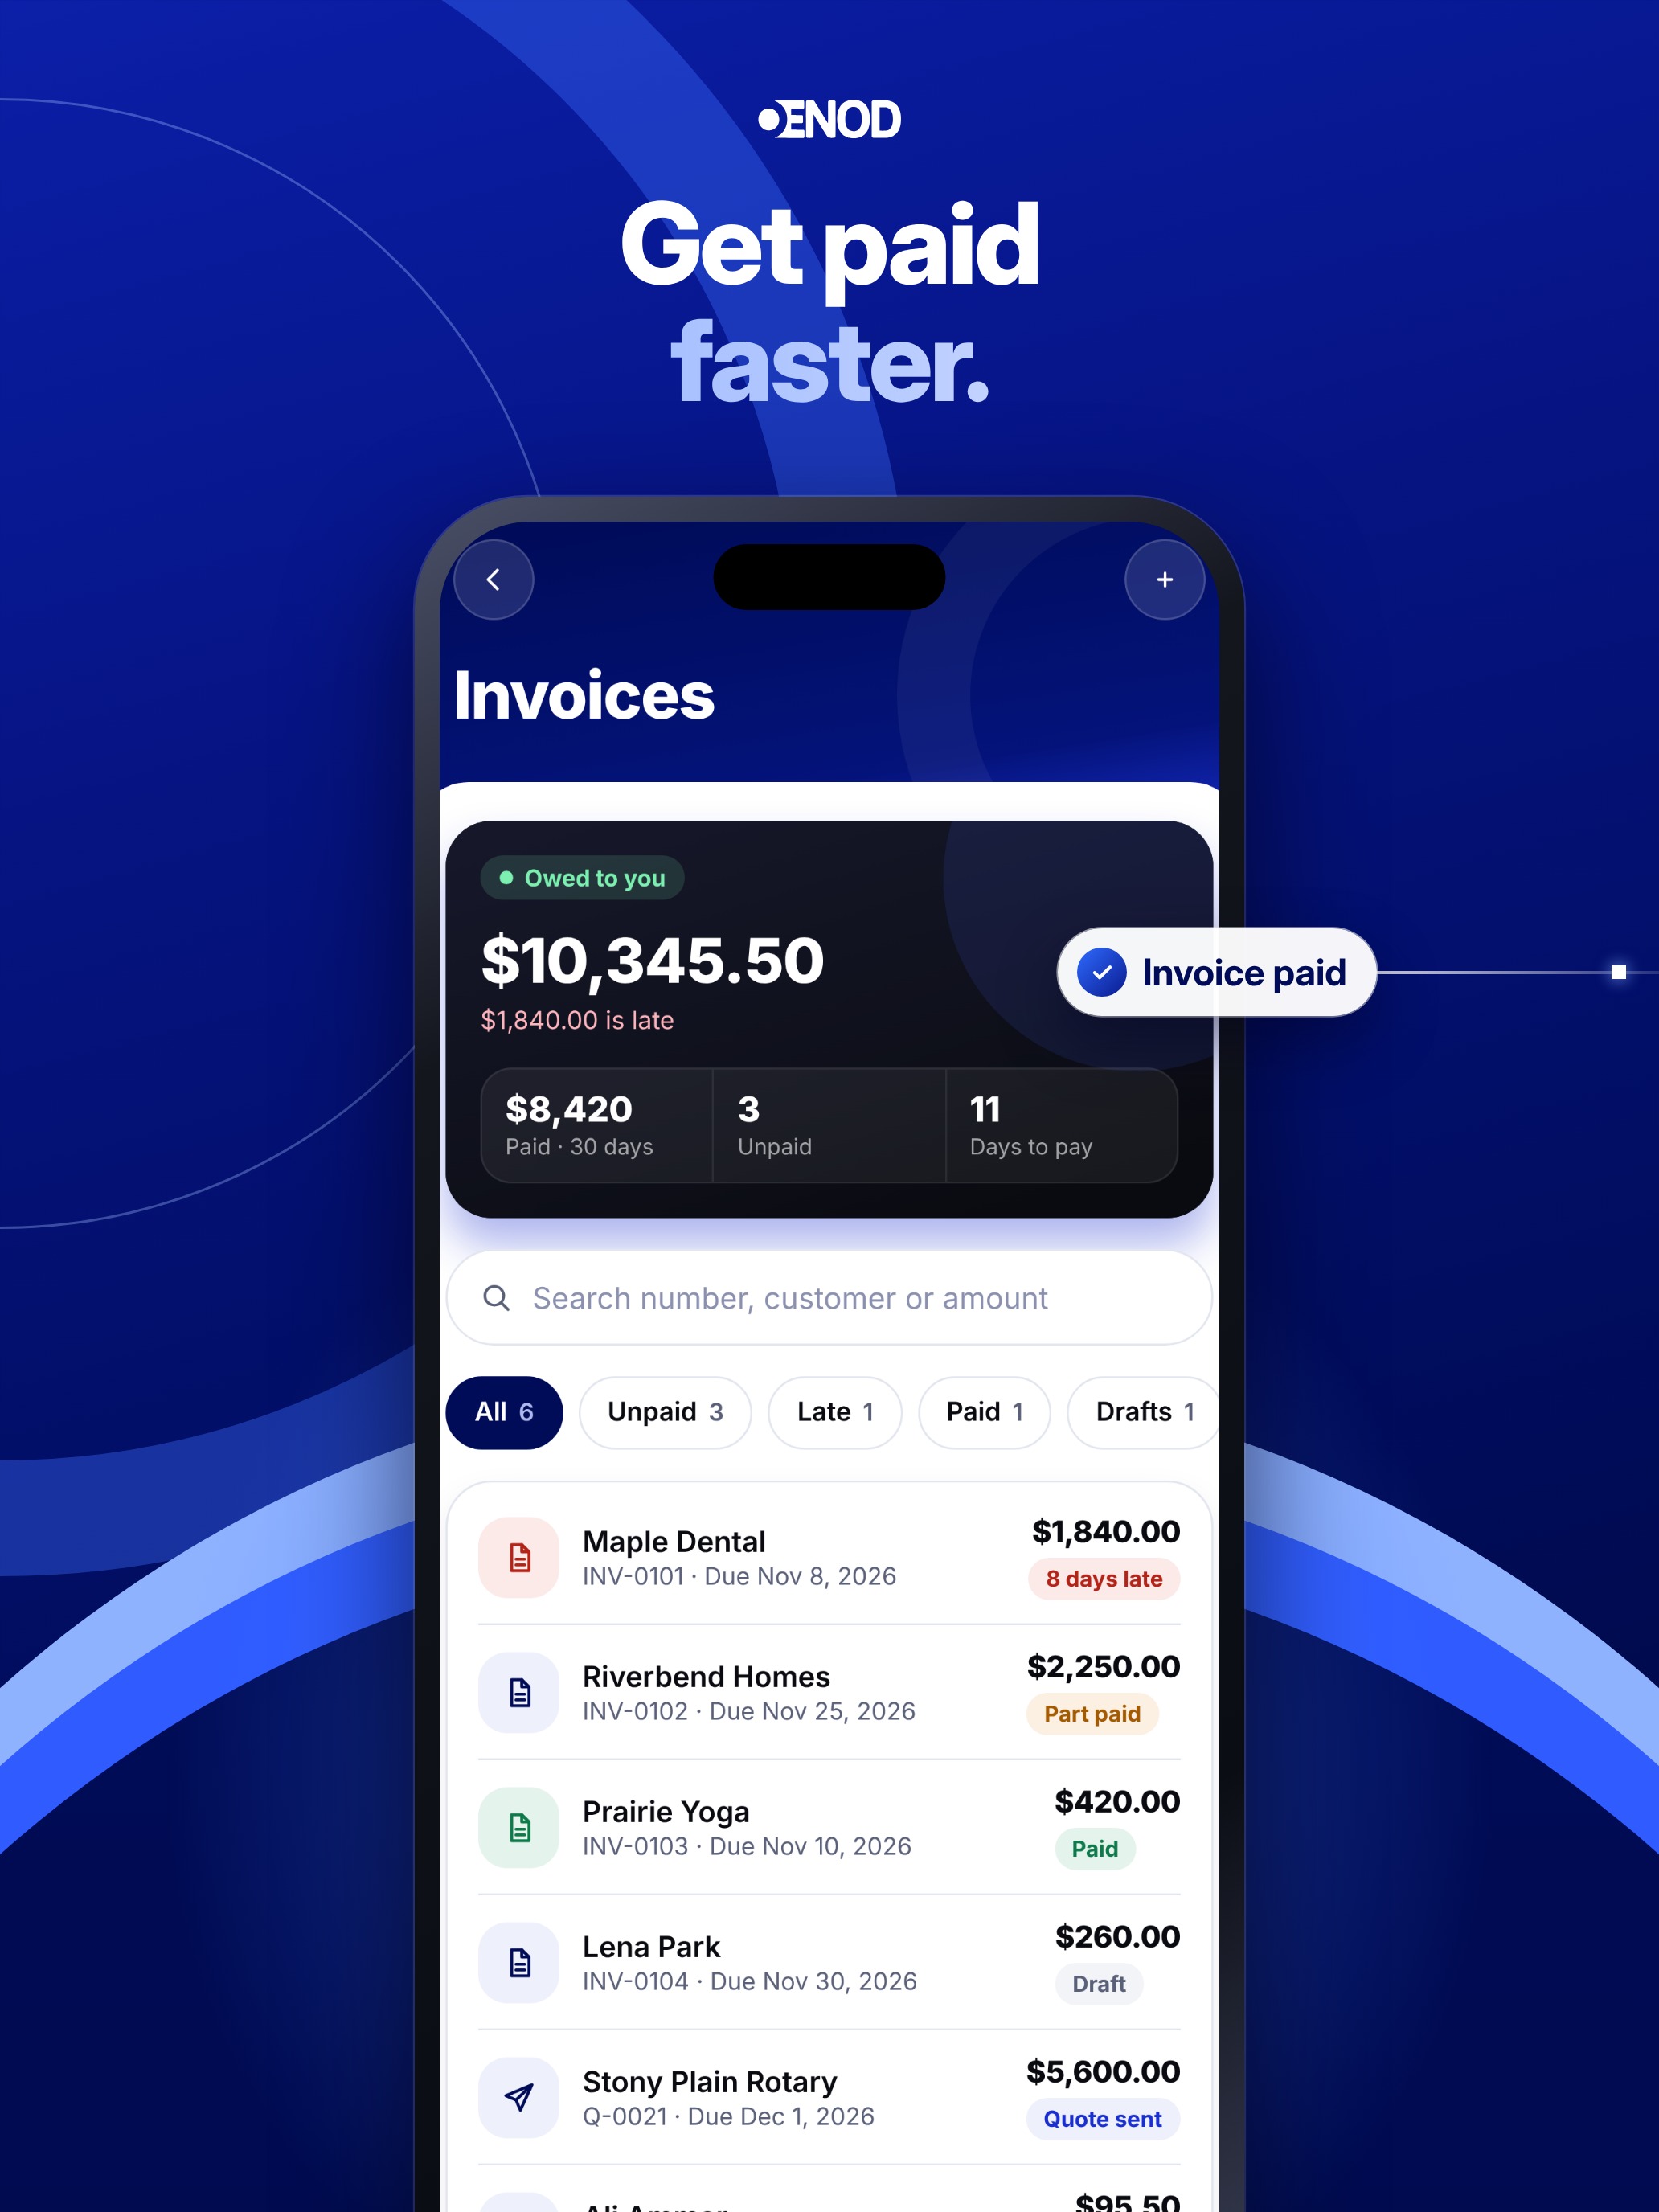 ENOD
Get paid
faster.
Invoices
Owed to you
$10,345.50
Invoice paid
$1,840.00 is late
$8,420 3 11
Paid · 30 days Unpaid Days to pay
Search number, customer or amount
All 6 Unpaid 3 Late 1 Paid 1 Drafts 1
Maple Dental $1,840.00
INV-0101 · Due Nov 8, 2026 8 days late
Riverbend Homes $2,250.00
INV-0102 · Due Nov 25, 2026 Part paid
Prairie Yoga $420.00
INV-0103 · Due Nov 10, 2026 Paid
Lena Park $260.00
INV-0104 · Due Nov 30, 2026 Draft
Stony Plain Rotary $5,600.00
Q-0021 · Due Dec 1, 2026 Quote sent
$95.50